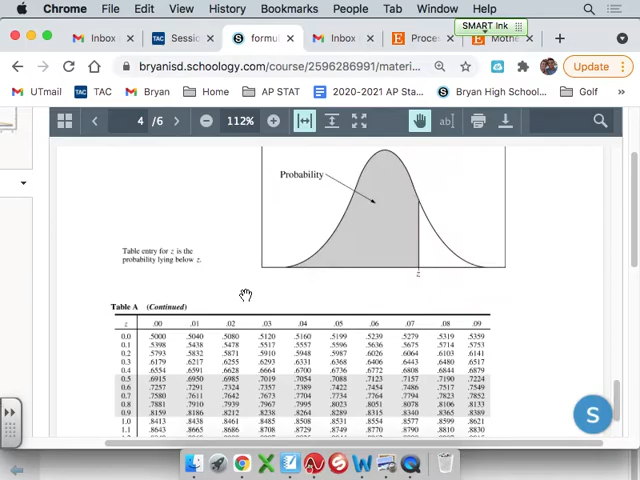 Chrome File Edit View History Bookmarks People Tab Window Help
SMART Ink
Inbox TAC Sessi S formul Inbox E Proce E Mothe
bryanisd.schoology.com/course/2596286991/materi... Update
UTmail TAC Bryan Home AP STAT 2020-2021 AP Sta... Bryan High School... Golf
4 /6 112%
Probability
z
Table entry for z is the
probability lying below z.
Table A (Continued)
z .00 .01 .02 .03 .04 .05 .06 .07 .08 .09
0.0 .5000 .5040 .5080 .5120 .5160 .5199 .5239 .5279 .5319 .5359
0.1 .5398 .5438 .5478 .5517 .5557 .5596 .5636 .5675 .5714 .5753
0.2 .5793 .5832 .5871 .5910 .5948 .5987 .6026 .6064 .6103 .6141
0.3 .6179 .6217 .6255 .6293 .6331 .6368 .6406 .6443 .6480 .6517
0.4 .6554 .6591 .6628 .6664 .6700 .6736 .6772 .6808 .6844 .6879
0.5 .6915 .6950 .6985 .7019 .7054 .7088 .7123 .7157 .7190 .7224
0.6 .7257 .7291 .7324 .7357 .7389 .7422 .7454 .7486 .7517 .7549
0.7 .7580 .7611 .7642 .7673 .7704 .7734 .7764 .7794 .7823 .7852
0.8 .7881 .7910 .7939 .7967 .7995 .8023 .8051 .8078 .8106 .8133
0.9 .8159 .8186 .8212 .8238 .8264 .8289 .8315 .8340 .8365 .8389
1.0 .8413 .8438 .8461 .8485 .8508 .8531 .8554 .8577 .8599 .8621
1.1 .8643 .8665 .8686 .8708 .8729 .8749 .8770 .8790 .8810 .8830
S